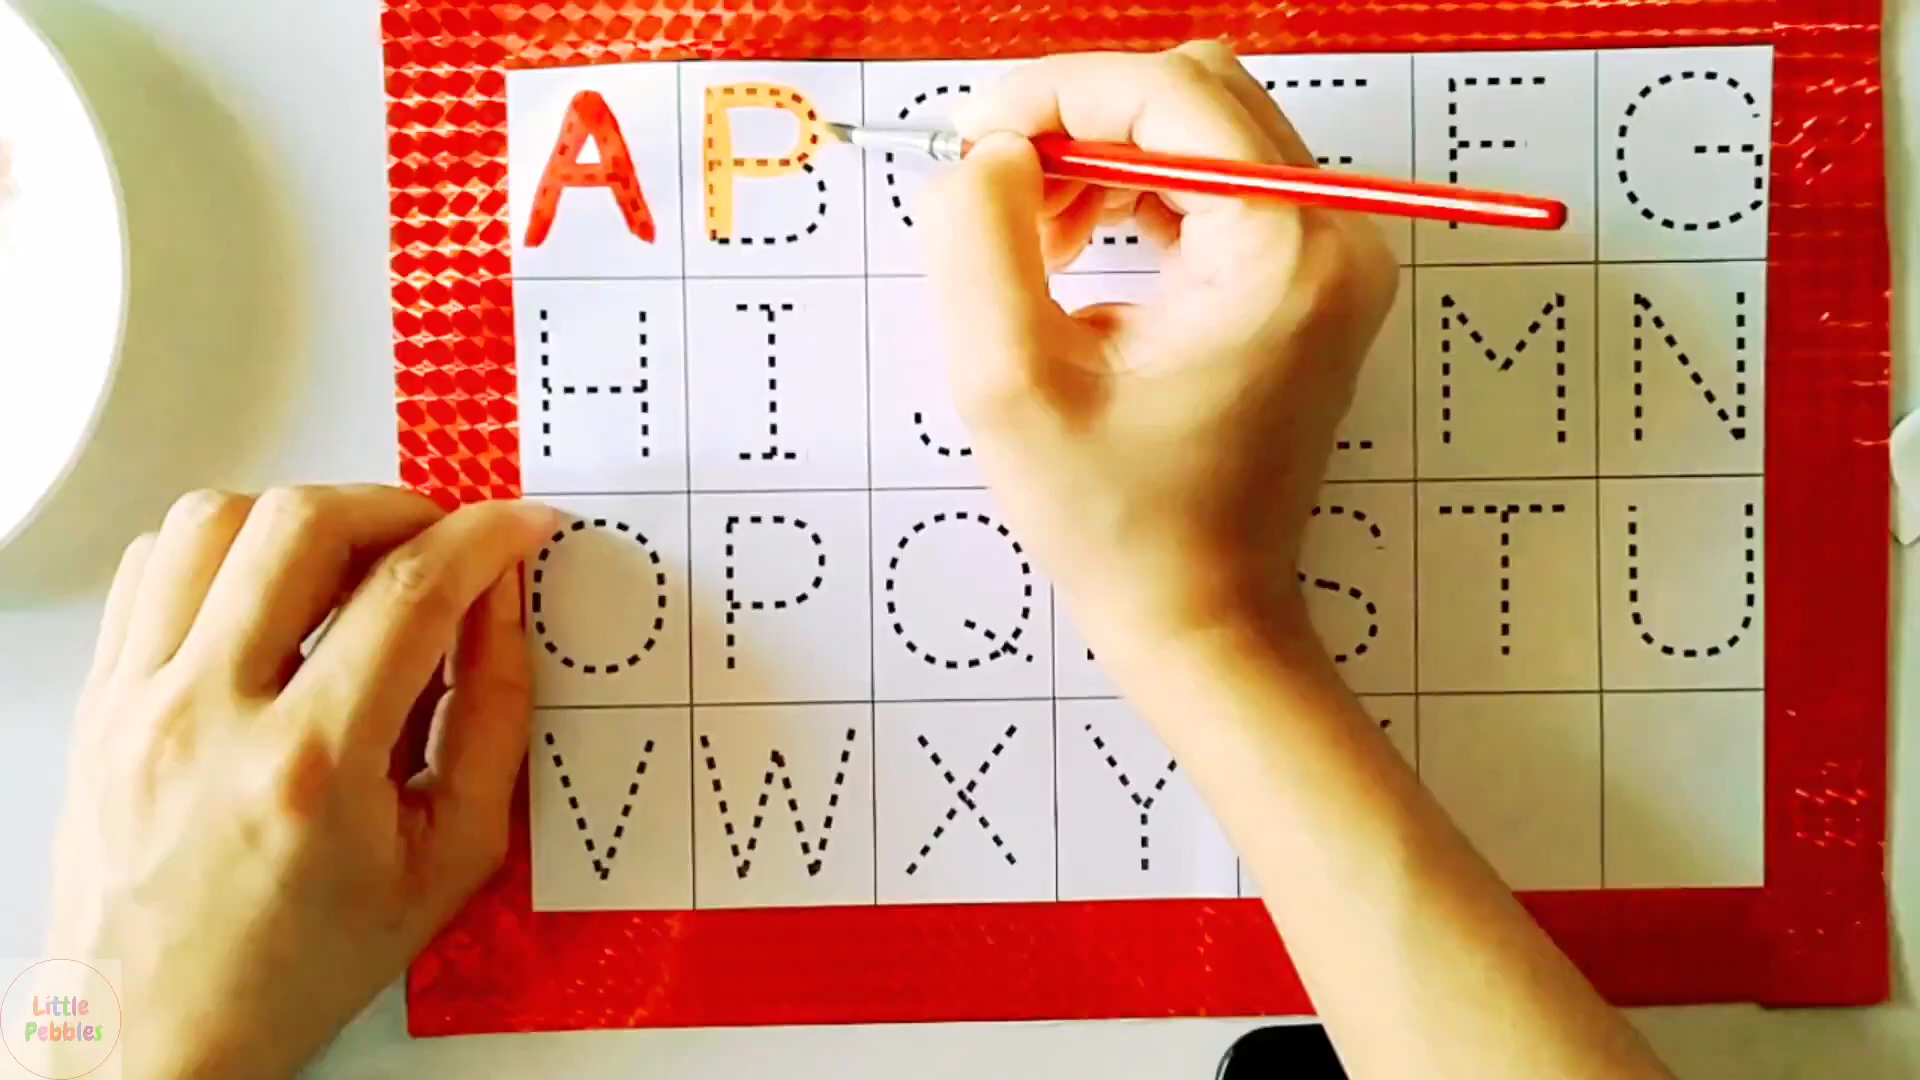 A B C E F G
H I J L M N
O P Q S T U
V W X Y
Little
Pebbles